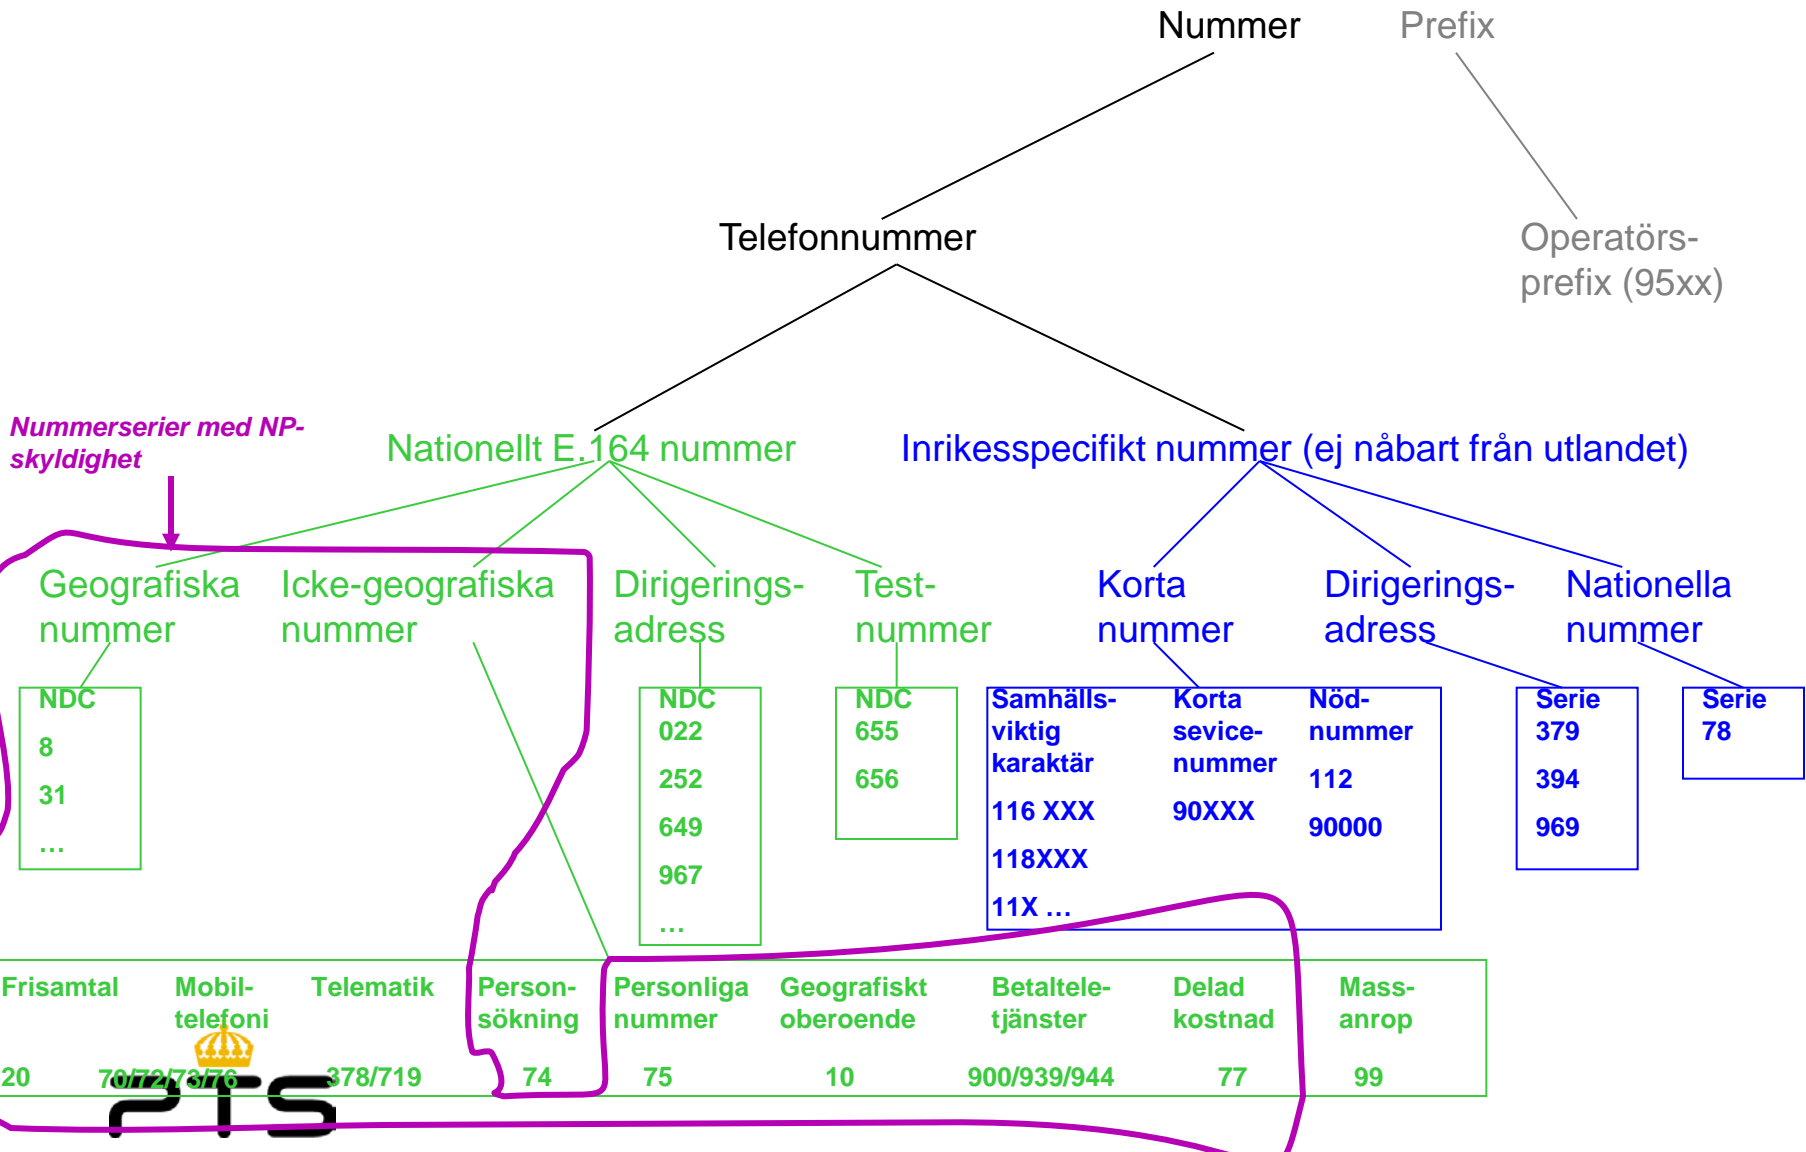 Nummer
Prefix
Telefonnummer
Operatörs-
prefix (95xx)
Nummerserier med NP-
skyldighet
Nationellt E.164 nummer
Inrikesspecifikt nummer (ej nåbart från utlandet)
Geografiska
nummer
Icke-geografiska
nummer
Dirigerings-
adress
Test-
nummer
Korta
nummer
Dirigerings-
adress
Nationella
nummer
NDC
8
31
…
NDC
022
252
649
967
…
NDC
655
656
Samhälls-
viktig
karaktär
116 XXX
118XXX
11X …
Korta
sevice-
nummer
90XXX
Nöd-
nummer
112
90000
Serie
379
394
969
Serie
78
Frisamtal
20
Mobil-
telefoni
70/72/73/76
Telematik
378/719
Person-
sökning
74
Personliga
nummer
75
Geografiskt
oberoende
10
Betaltele-
tjänster
900/939/944
Delad
kostnad
77
Mass-
anrop
99
PTS